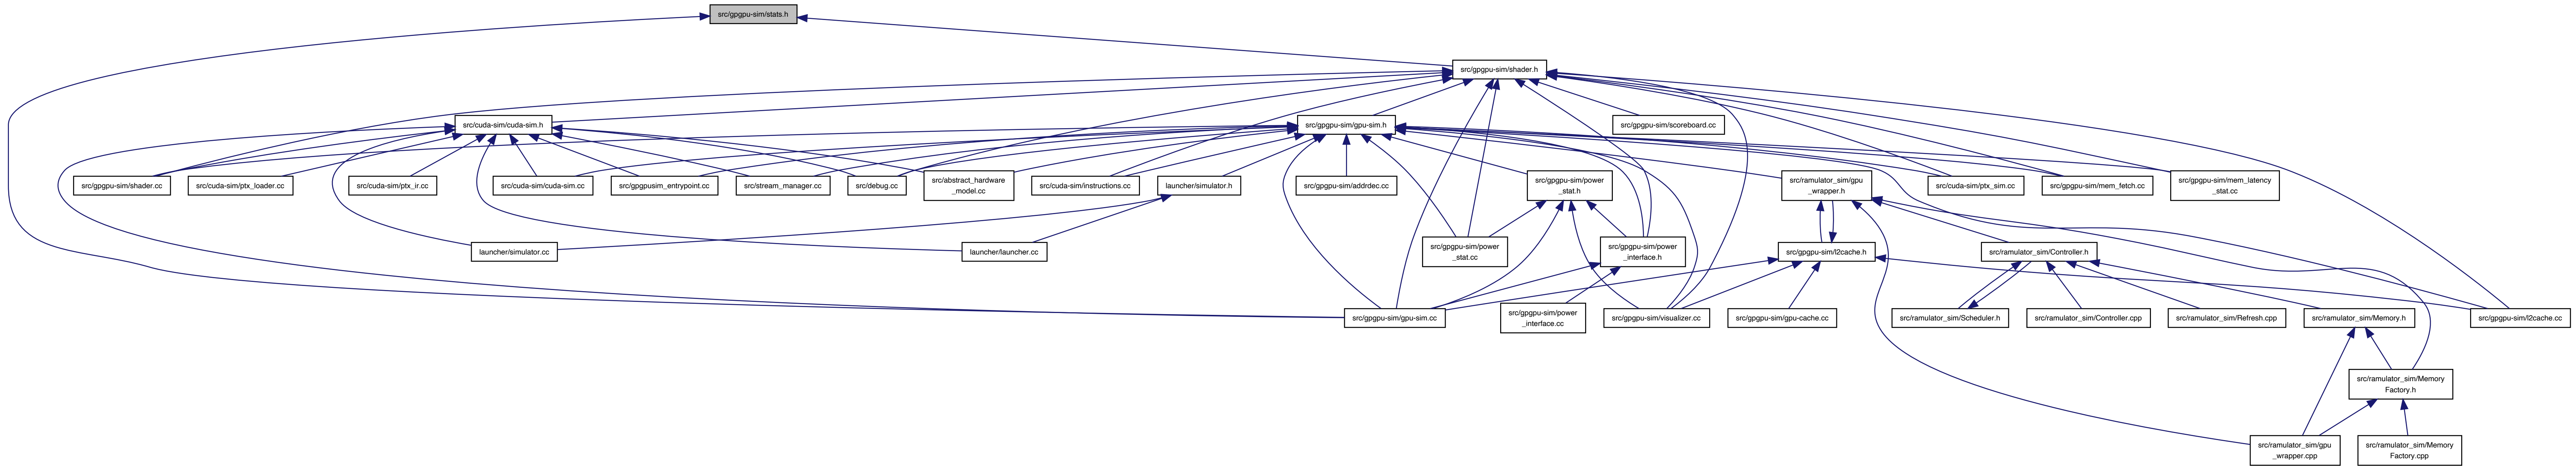 src/gpgpu-sim/stats.h
src/gpgpu-sim/shader.h
src/cuda-sim/cuda-sim.h
src/gpgpu-sim/gpu-sim.h
src/gpgpu-sim/scoreboard.cc
src/gpgpu-sim/shader.cc
src/cuda-sim/ptx_loader.cc
src/cuda-sim/ptx_ir.cc
src/cuda-sim/cuda-sim.cc
src/gpgpusim_entrypoint.cc
src/stream_manager.cc
src/debug.cc
src/abstract_hardware
_model.cc
src/cuda-sim/instructions.cc
launcher/simulator.h
src/gpgpu-sim/addrdec.cc
src/gpgpu-sim/power
_stat.h
src/ramulator_sim/gpu
_wrapper.h
src/cuda-sim/ptx_sim.cc
src/gpgpu-sim/mem_fetch.cc
src/gpgpu-sim/mem_latency
_stat.cc
launcher/simulator.cc
launcher/launcher.cc
src/gpgpu-sim/power
_stat.cc
src/gpgpu-sim/power
_interface.h
src/gpgpu-sim/l2cache.h
src/ramulator_sim/Controller.h
src/gpgpu-sim/gpu-sim.cc
src/gpgpu-sim/power
_interface.cc
src/gpgpu-sim/visualizer.cc
src/gpgpu-sim/gpu-cache.cc
src/ramulator_sim/Scheduler.h
src/ramulator_sim/Controller.cpp
src/ramulator_sim/Refresh.cpp
src/ramulator_sim/Memory.h
src/gpgpu-sim/l2cache.cc
src/ramulator_sim/Memory
Factory.h
src/ramulator_sim/gpu
_wrapper.cpp
src/ramulator_sim/Memory
Factory.cpp